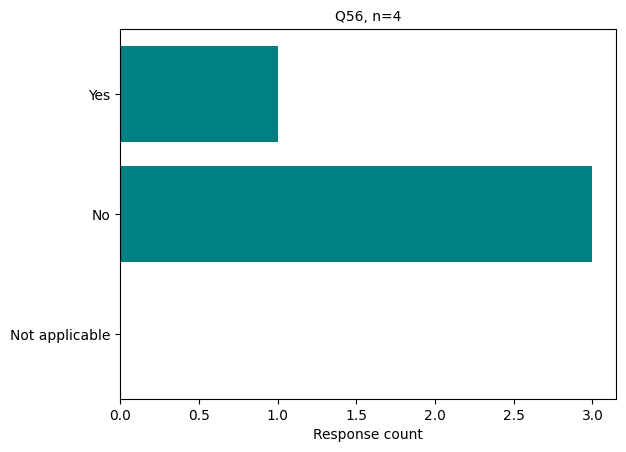 Q56, n=4
Yes
No
Not applicable
0.0 0.5 1.0 1.5 2.0 2.5 3.0
Response count